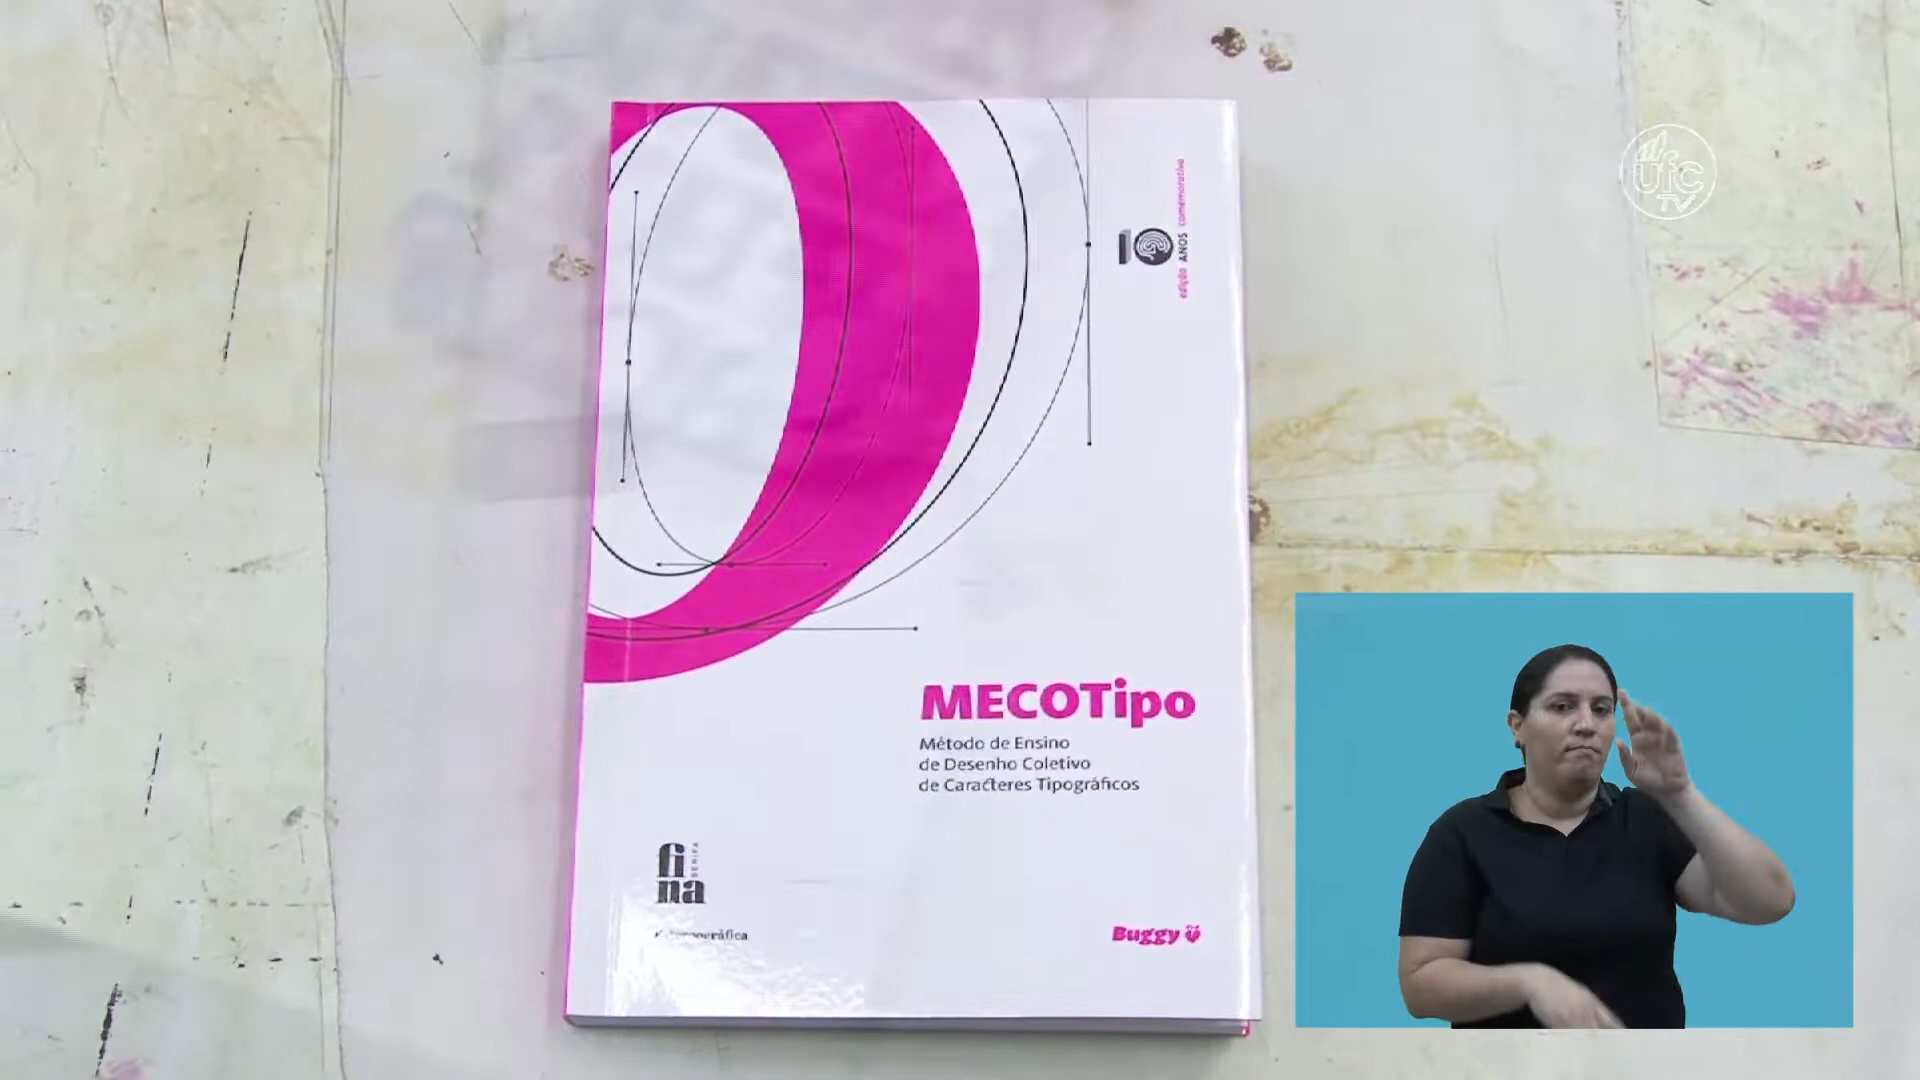 edição 10 ANOS comemorativa
UFC
TV
MECOTipo
Método de Ensino
de Desenho Coletivo
de Caracteres Tipográficos
fi
na
SERIFA
Buggy